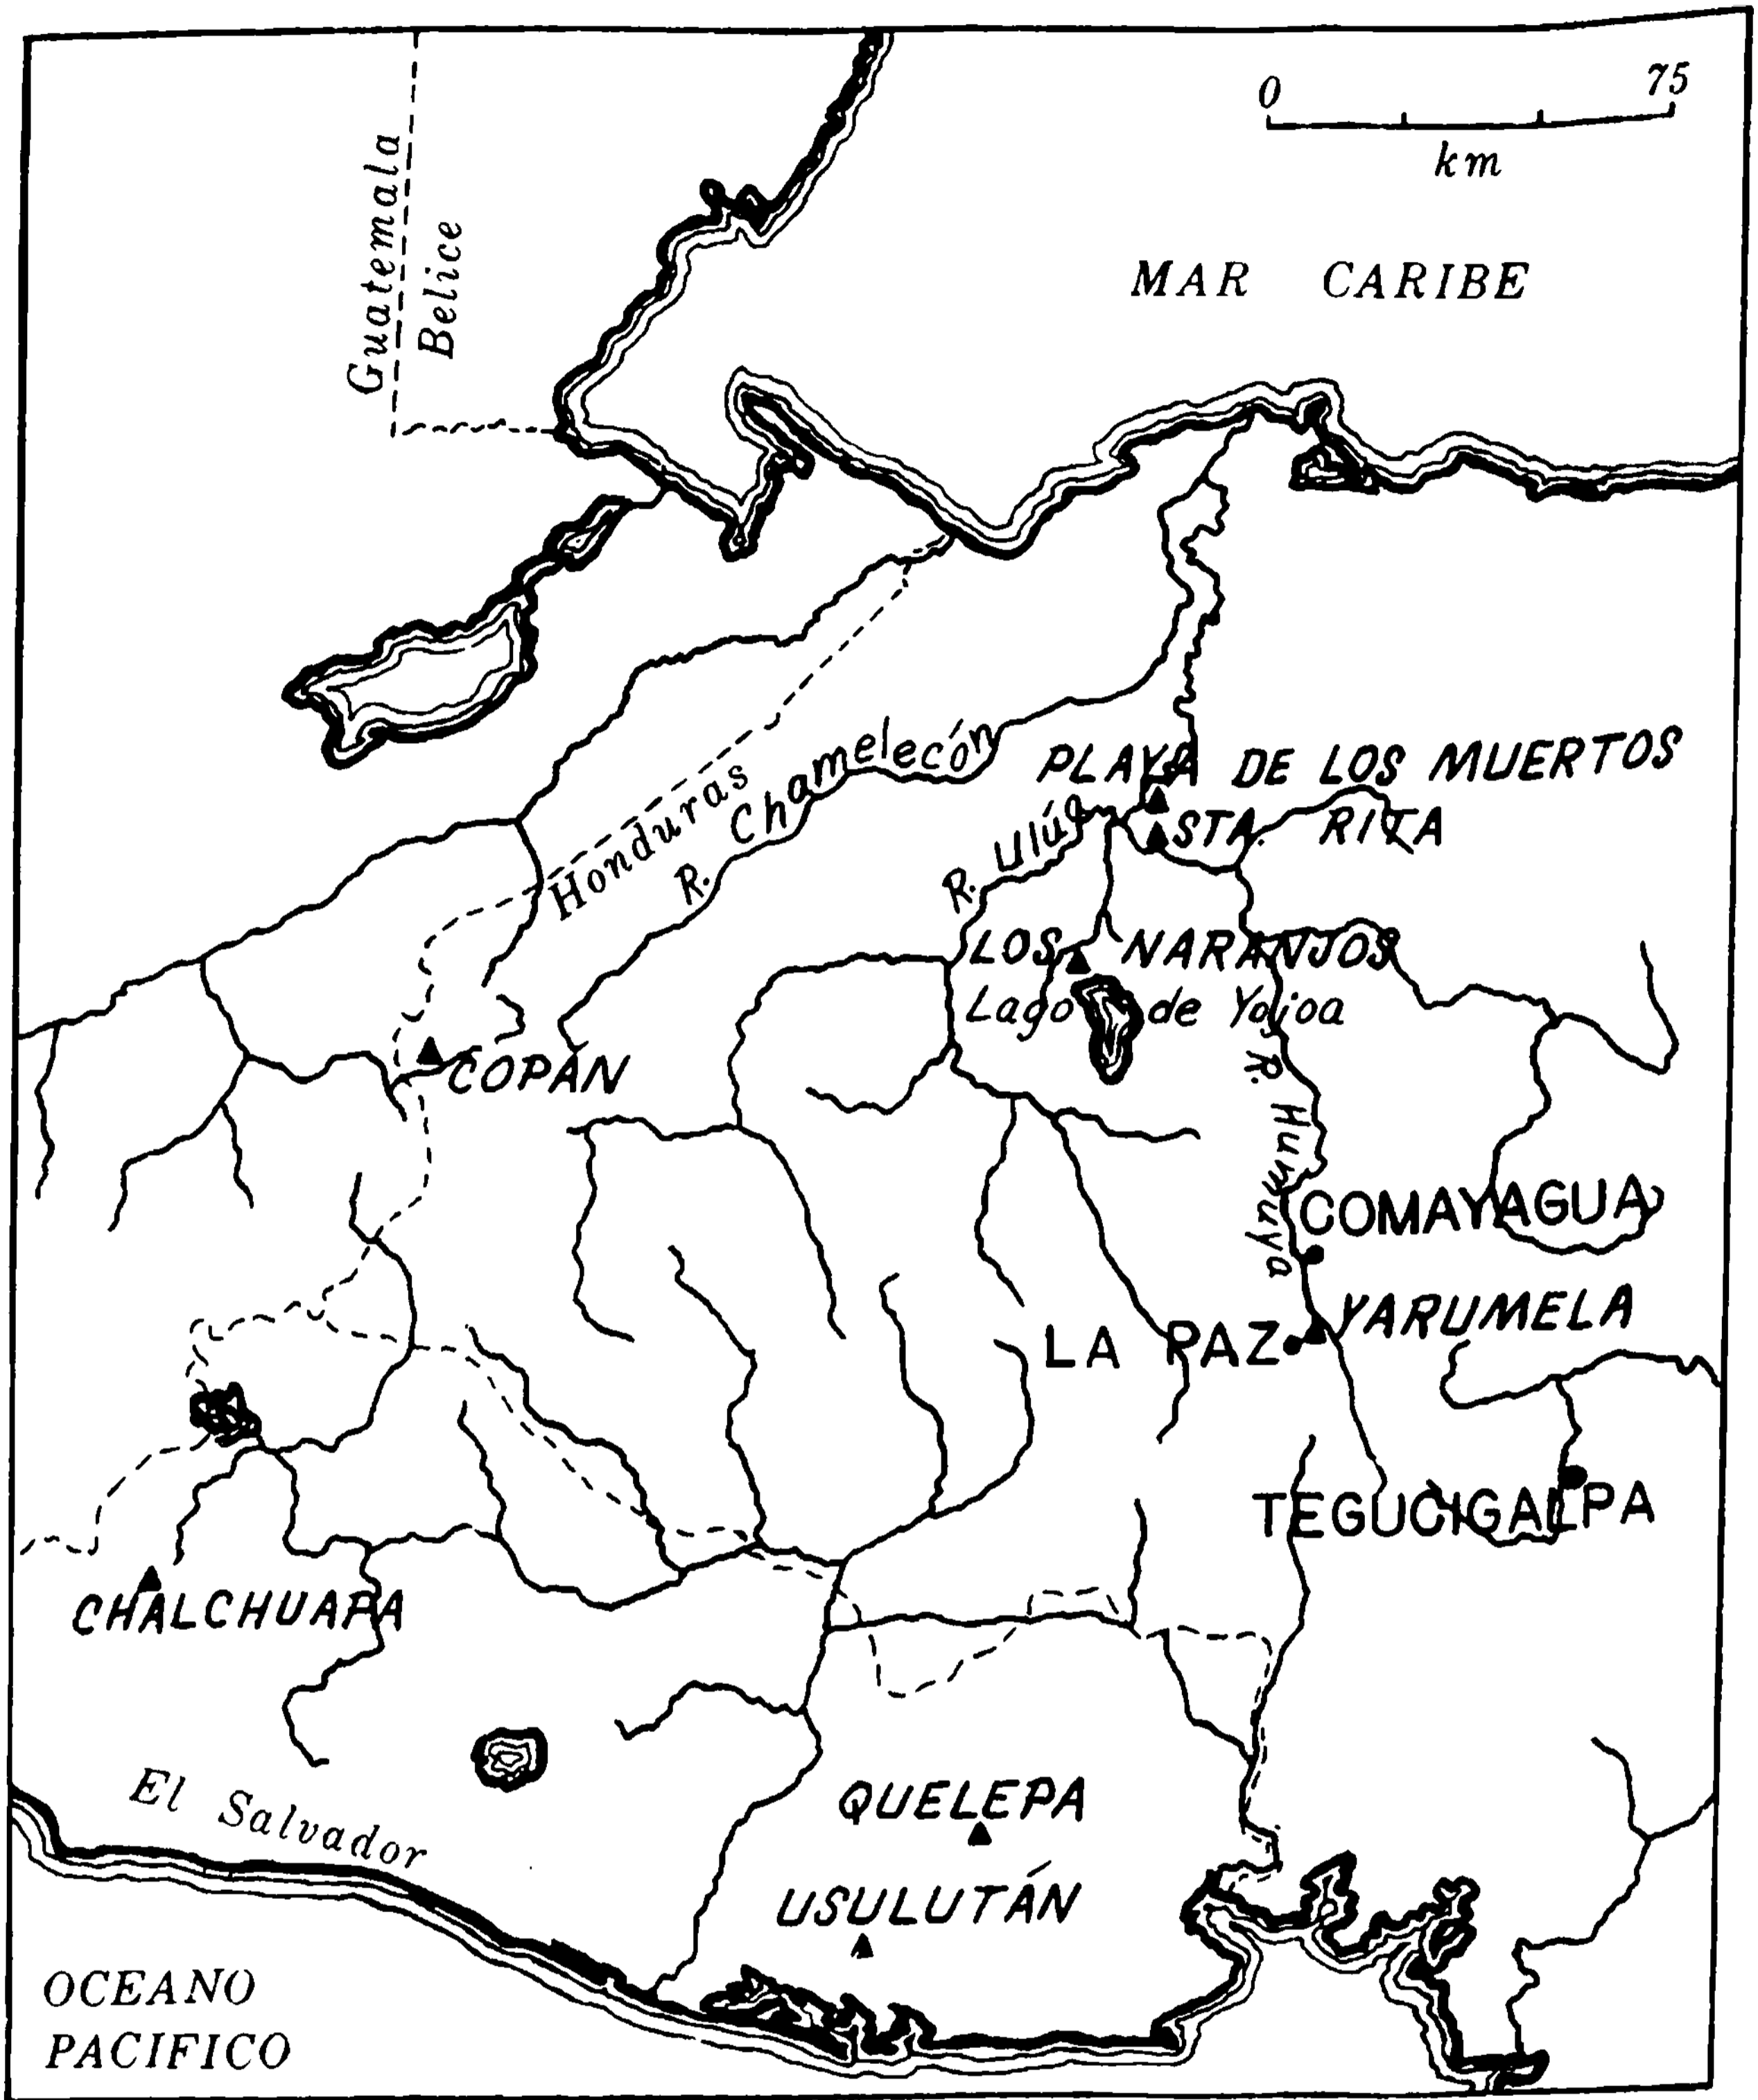 0 75
km
Guatemala
Belice
MAR CARIBE
Honduras
R. Chamelecón
PLAYA DE LOS MUERTOS
R. Ulúa
STA. RITA
LOS NARANJOS
Lago de Yojoa
COPÁN
R. Humuya
COMAYAGUA
YARUMELA
LA PAZ
TEGUCIGALPA
CHALCHUAPA
El Salvador
QUELEPA
USULUTÁN
OCEANO
PACIFICO